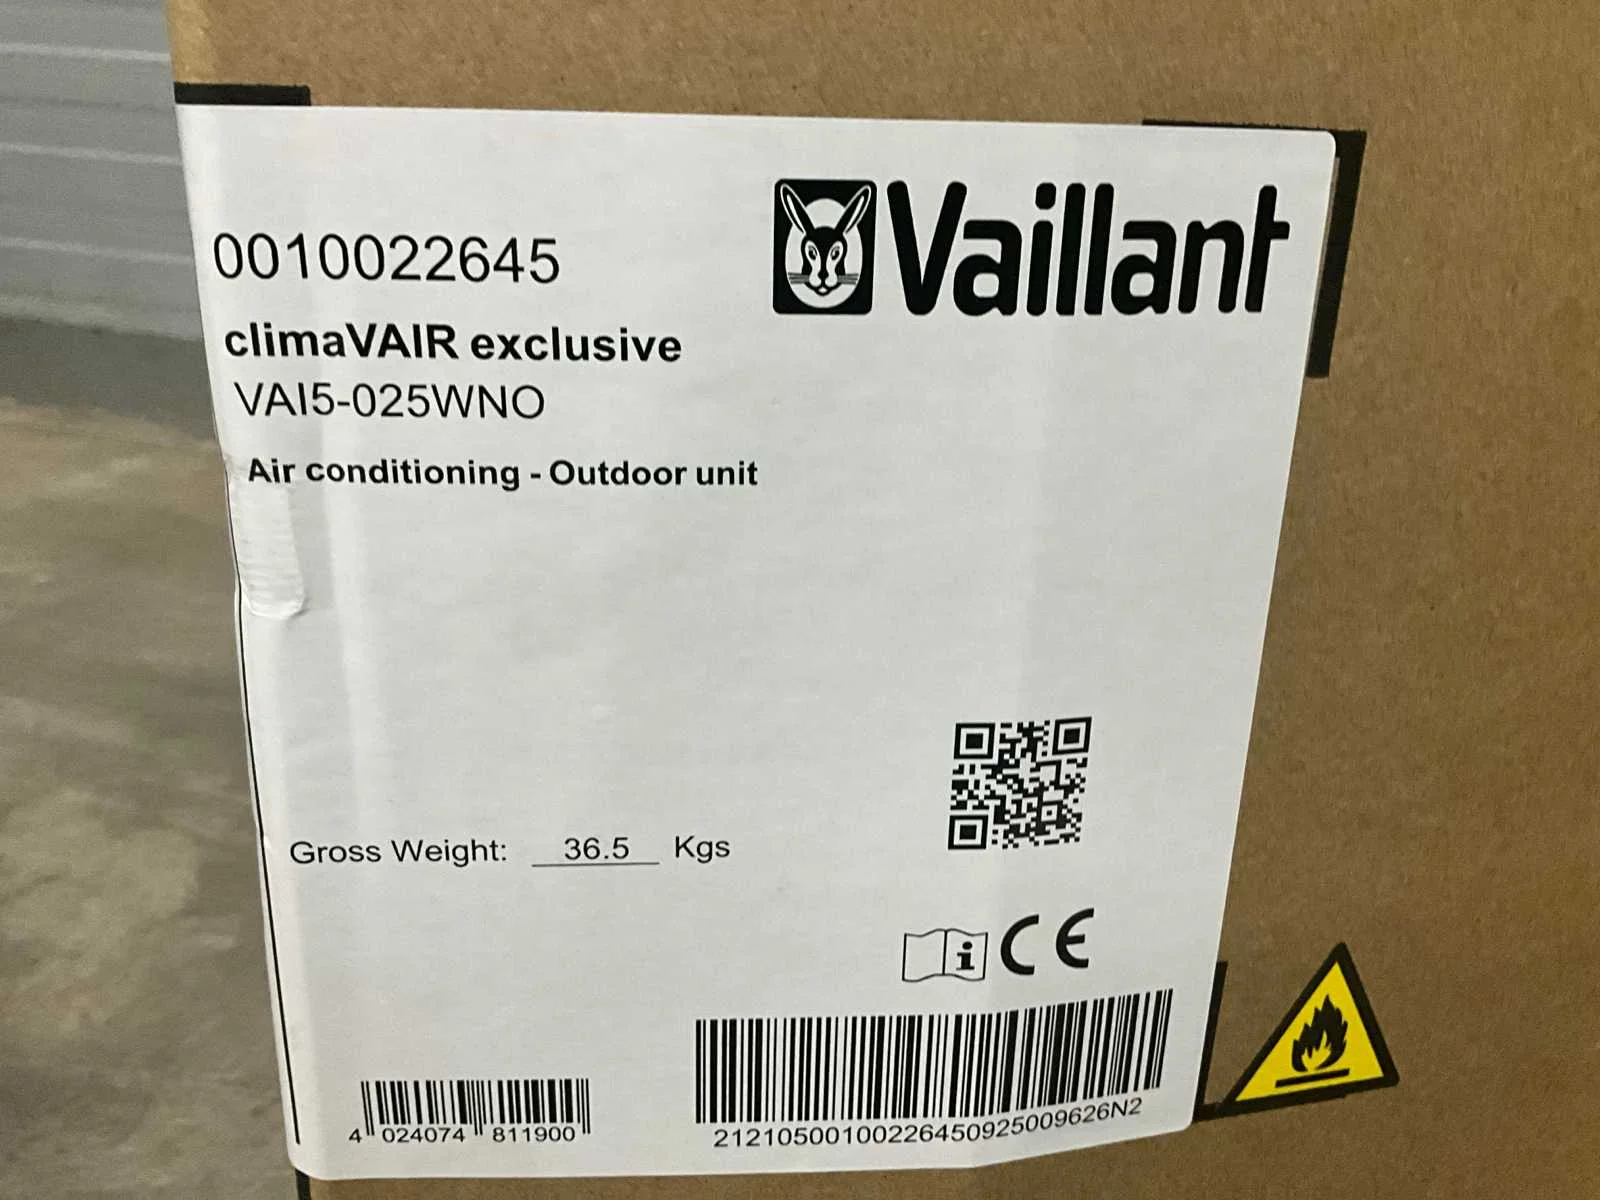 Vaillant
0010022645
climaVAIR exclusive
VAI5-025WNO
Air conditioning - Outdoor unit
Gross Weight: 36.5 Kgs
i CE
4 024074 811900
21210500100226450925009626N2